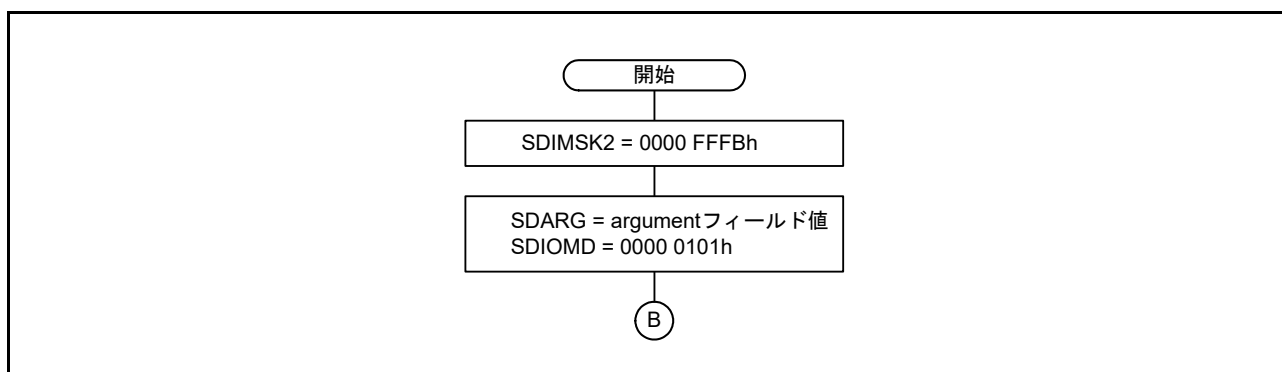 開始
SDIMSK2 = 0000 FFFBh
SDARG = argumentフィールド値
SDIOMD = 0000 0101h
B